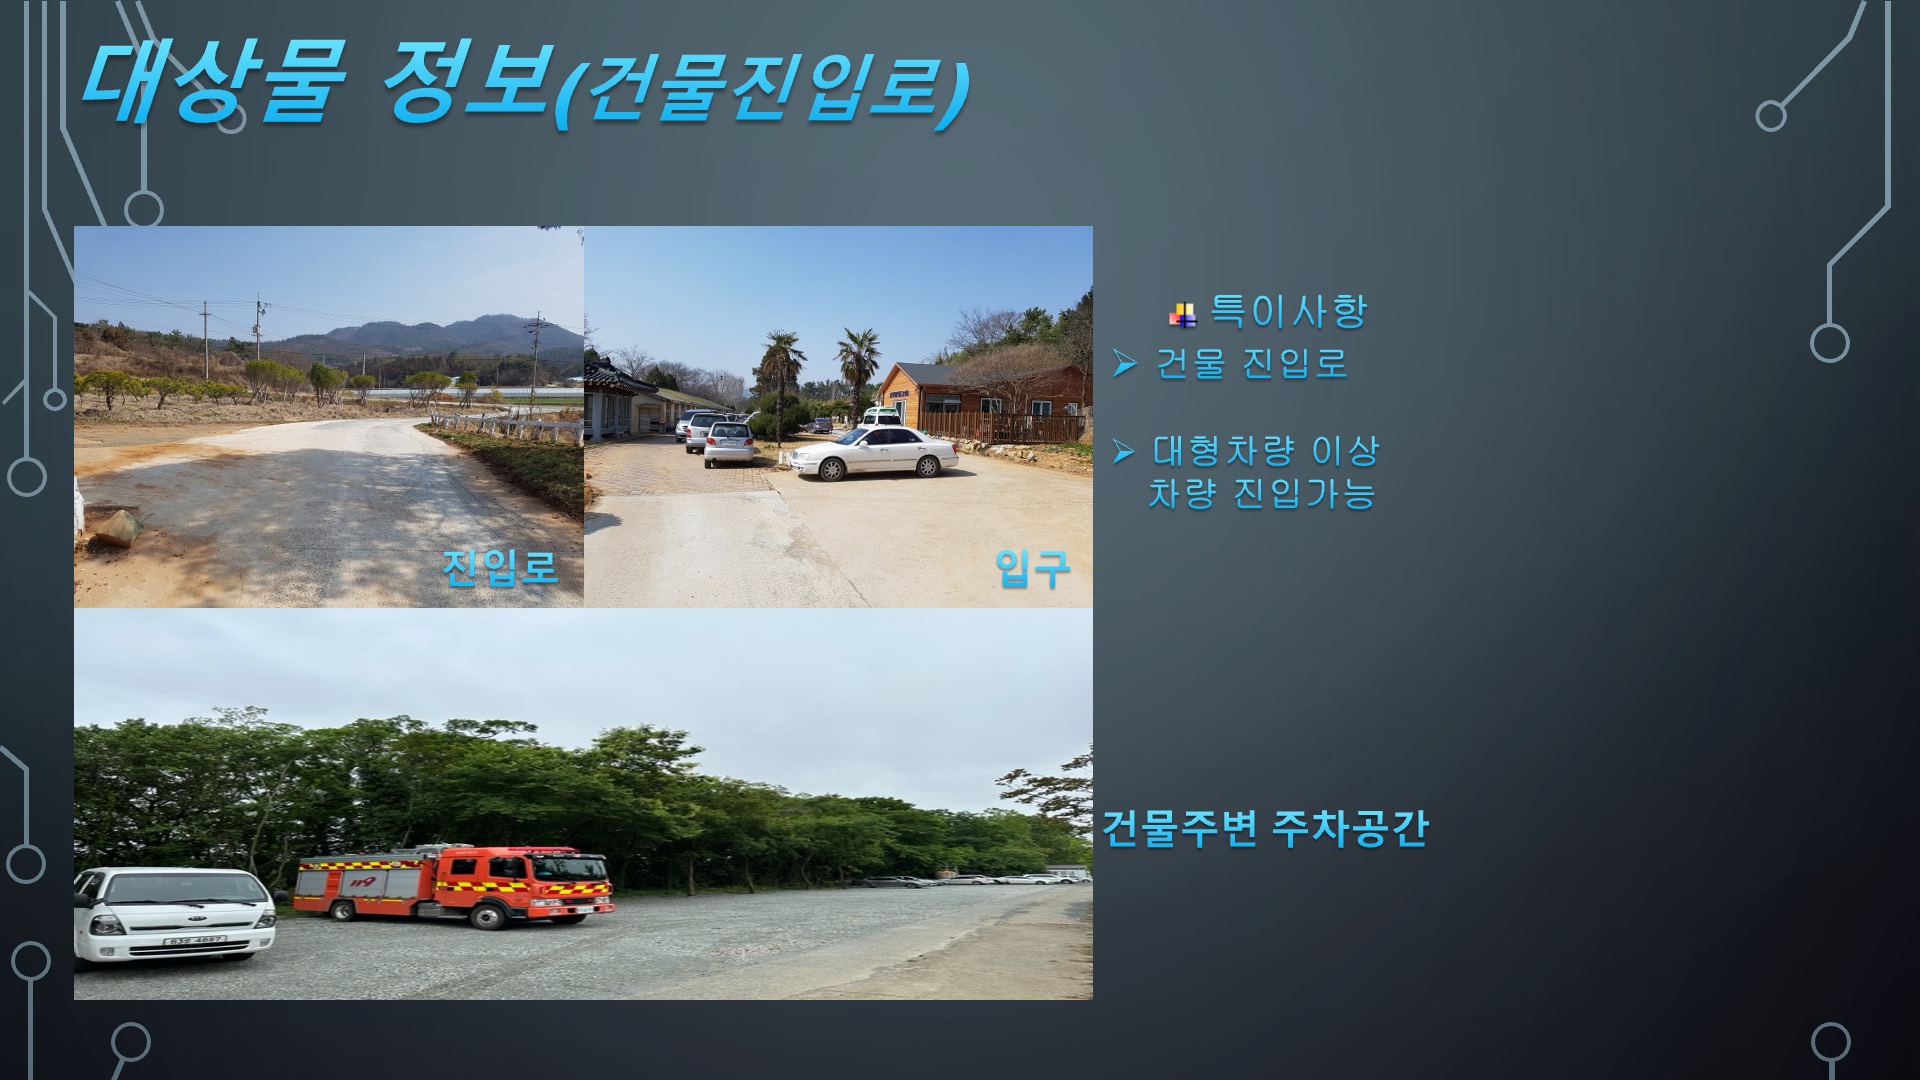 대상물 정보(건물진입로)
특이사항
건물 진입로
대형차량 이상
차량 진입가능
진입로
입구
119
건물주변 주차공간